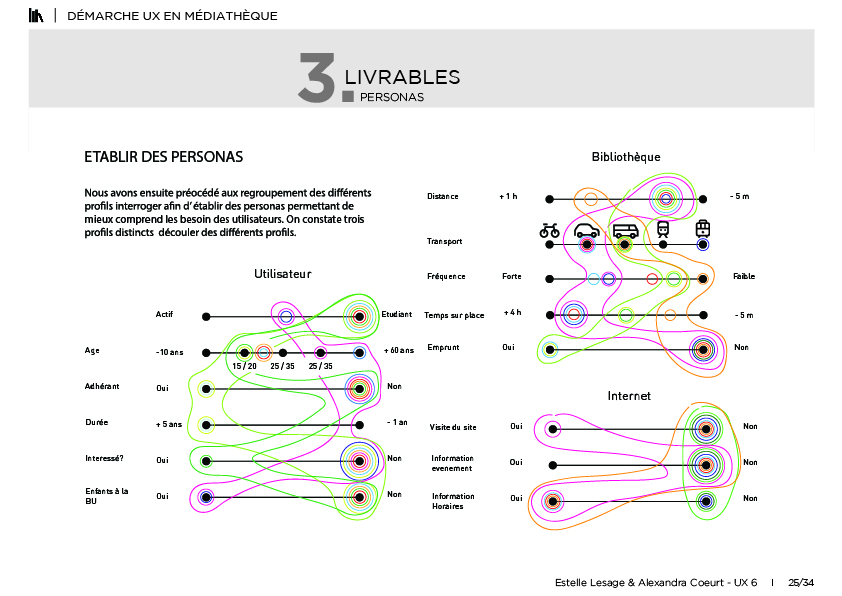 DÉMARCHE UX EN MÉDIATHÈQUE
3.
LIVRABLES
PERSONAS
ETABLIR DES PERSONAS
Nous avons ensuite préocédé aux regroupement des différents
profils interroger afin d'établir des personas permettant de
mieux comprend les besoin des utilisateurs. On constate trois
profils distincts découler des différents profils.
Utilisateur
Actif
Etudiant
Age
-10 ans
15 / 20
25 / 35
25 / 35
+ 60 ans
Adhérant
Oui
Non
Durée
+ 5 ans
- 1 an
Interessé?
Oui
Non
Enfants à la
BU
Oui
Non
Bibliothèque
Distance
+ 1 h
- 5 m
Transport
Fréquence
Forte
Faible
Temps sur place
+ 4 h
- 5 m
Emprunt
Oui
Non
Internet
Visite du site
Oui
Non
Information
evenement
Oui
Non
Information
Horaires
Oui
Non
Estelle Lesage & Alexandra Coeurt - UX 6 | 25/34